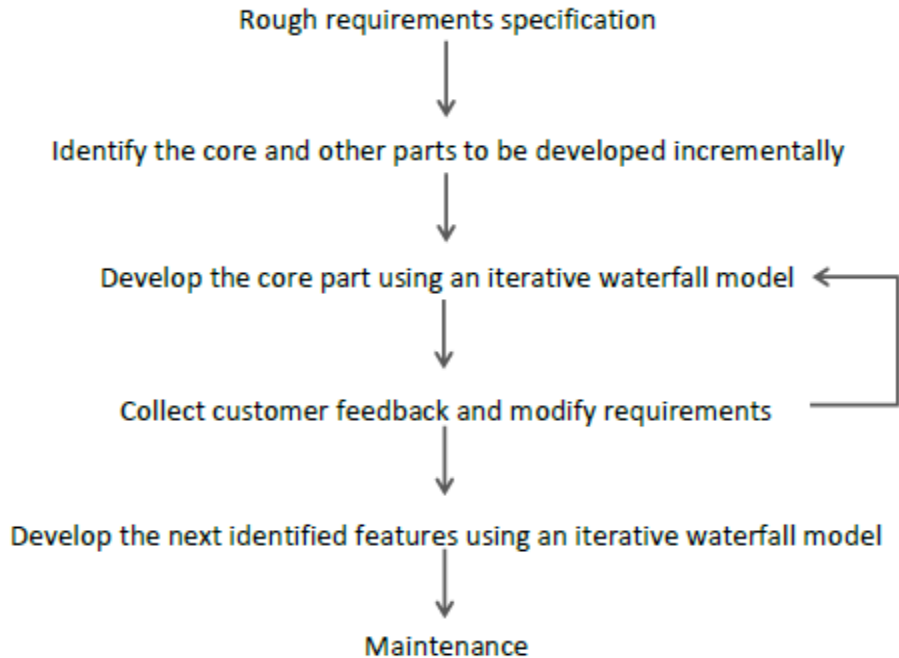 Rough requirements specification
Identify the core and other parts to be developed incrementally
Develop the core part using an iterative waterfall model
Collect customer feedback and modify requirements
Develop the next identified features using an iterative waterfall model
Maintenance